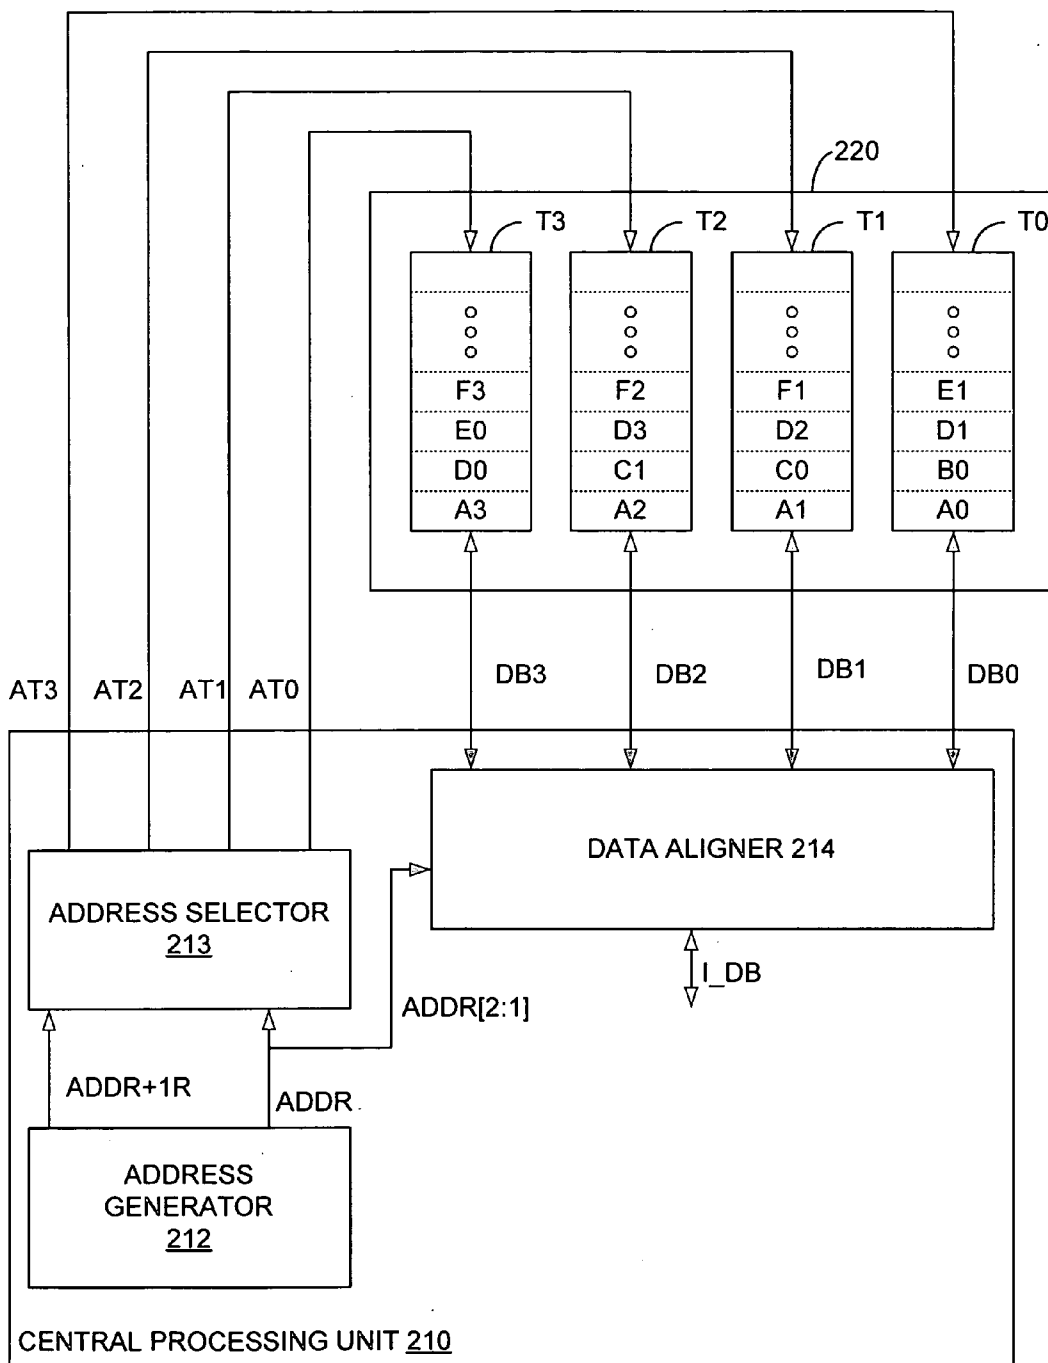 220
T3
T2
T1
T0
F3
F2
F1
E1
E0
D3
D2
D1
D0
C1
C0
B0
A3
A2
A1
A0
AT3
AT2
AT1
AT0
DB3
DB2
DB1
DB0
DATA ALIGNER 214
ADDRESS SELECTOR
213
I_DB
ADDR[2:1]
ADDR+1R
ADDR
ADDRESS
GENERATOR
212
CENTRAL PROCESSING UNIT 210